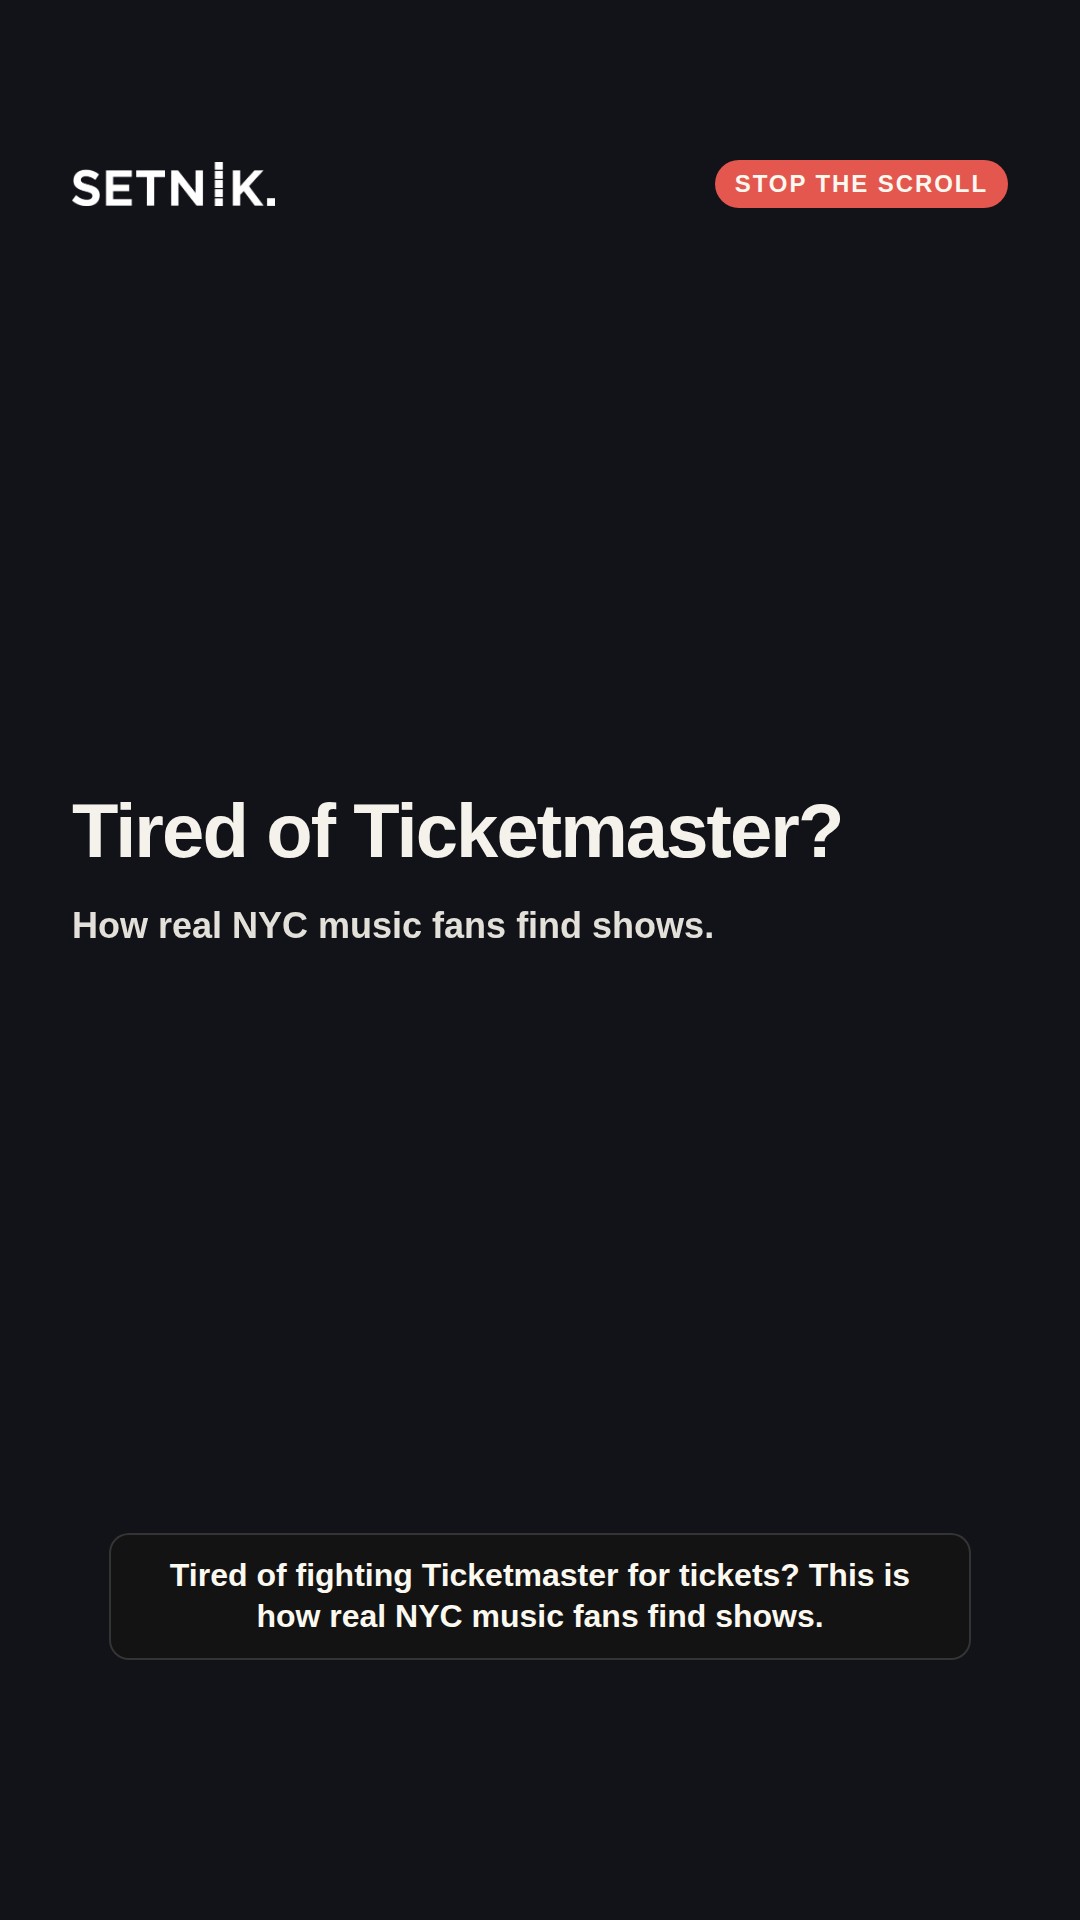 SETNIK.
STOP THE SCROLL
Tired of Ticketmaster?
How real NYC music fans find shows.
Tired of fighting Ticketmaster for tickets? This is
how real NYC music fans find shows.